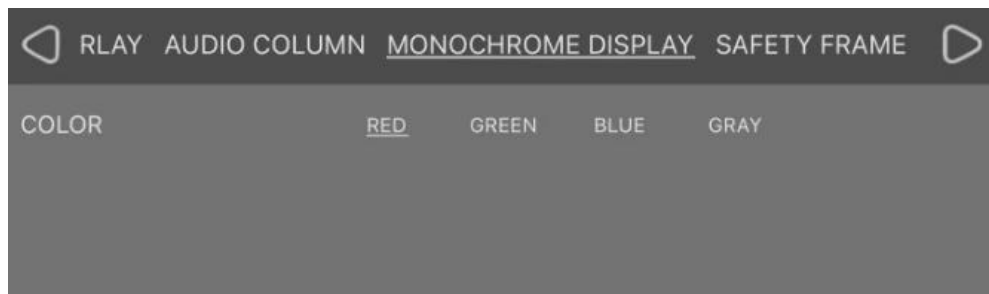 RLAY AUDIO COLUMN MONOCHROME DISPLAY SAFETY FRAME
COLOR RED GREEN BLUE GRAY